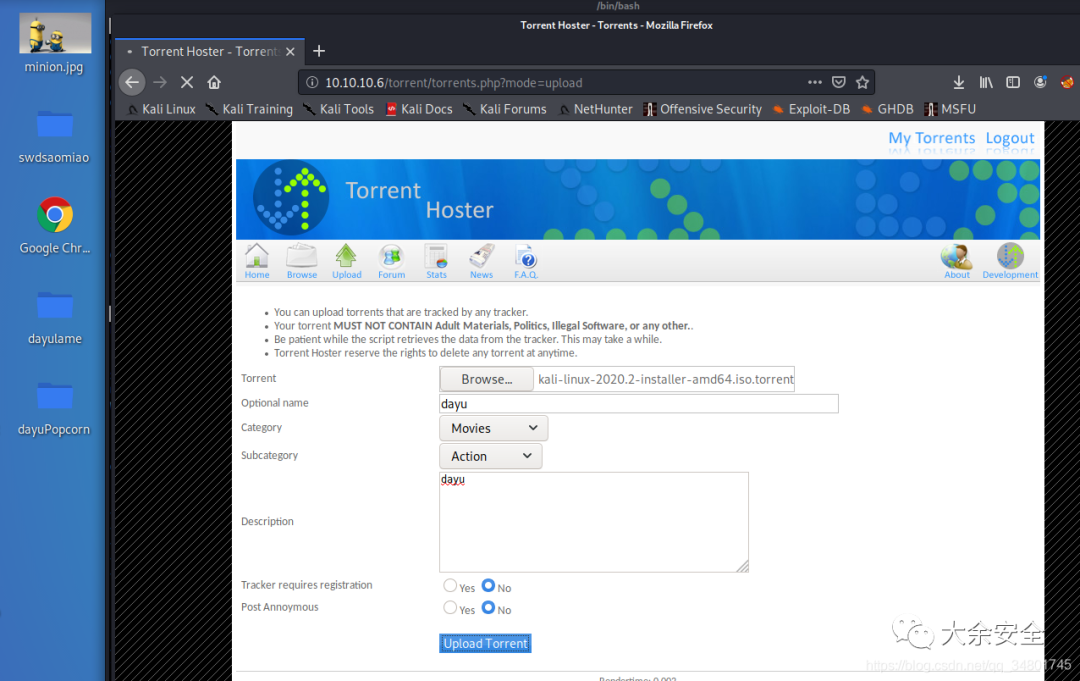 /bin/bash
Torrent Hoster - Torrents - Mozilla Firefox
minion.jpg
swdsaomiao
Google Chr...
dayulame
dayuPopcorn
Torrent Hoster - Torrent
10.10.10.6/torrent/torrents.php?mode=upload
Kali Linux Kali Training Kali Tools Kali Docs Kali Forums NetHunter Offensive Security Exploit-DB GHDB MSFU
My Torrents Logout
Torrent
Hoster
Home Browse Upload Forum Stats News F.A.Q. About Development
You can upload torrents that are tracked by any tracker.
Your torrent MUST NOT CONTAIN Adult Materials, Politics, Illegal Software, or any other..
Be patient while the script retrieves the data from the tracker. This may take a while.
Torrent Hoster reserve the rights to delete any torrent at anytime.
Torrent Browse... kali-linux-2020.2-installer-amd64.iso.torrent
Optional name dayu
Category Movies
Subcategory Action
dayu
Description
Tracker requires registration Yes No
Post Annoymous Yes No
Upload Torrent
大余安全
https://blog.csdn.net/qq_34801745
Rendertime: 0.002